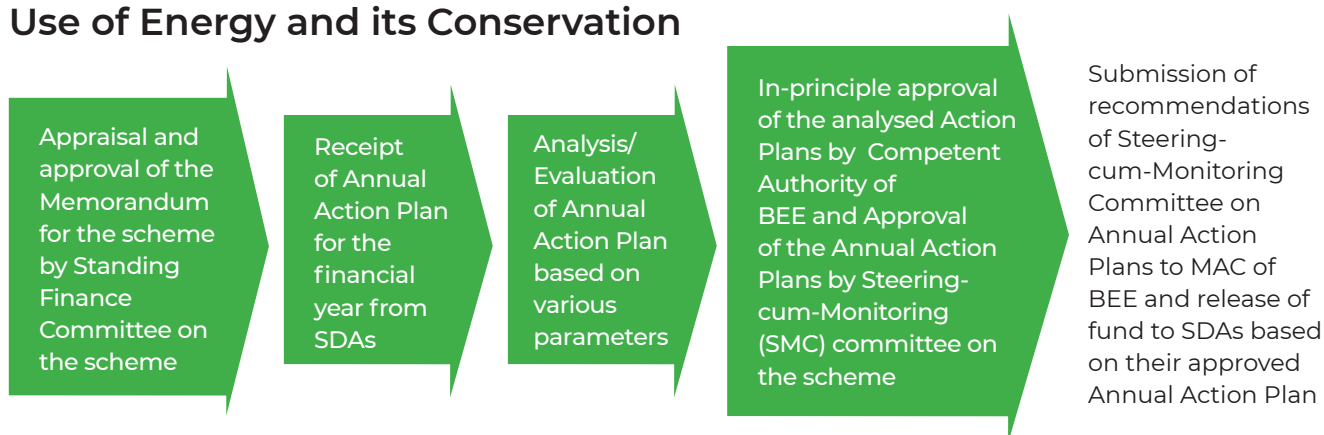 Use of Energy and its Conservation
Appraisal and
approval of the
Memorandum
for the scheme
by Standing
Finance
Committee on
the scheme
Receipt
of Annual
Action Plan
for the
financial
year from
SDAs
Analysis/
Evaluation
of Annual
Action Plan
based on
various
parameters
In-principle approval
of the analysed Action
Plans by Competent
Authority of
BEE and Approval
of the Annual Action
Plans by Steering-
cum-Monitoring
(SMC) committee on
the scheme
Submission of
recommendations
of Steering-
cum-Monitoring
Committee on
Annual Action
Plans to MAC of
BEE and release of
fund to SDAs based
on their approved
Annual Action Plan